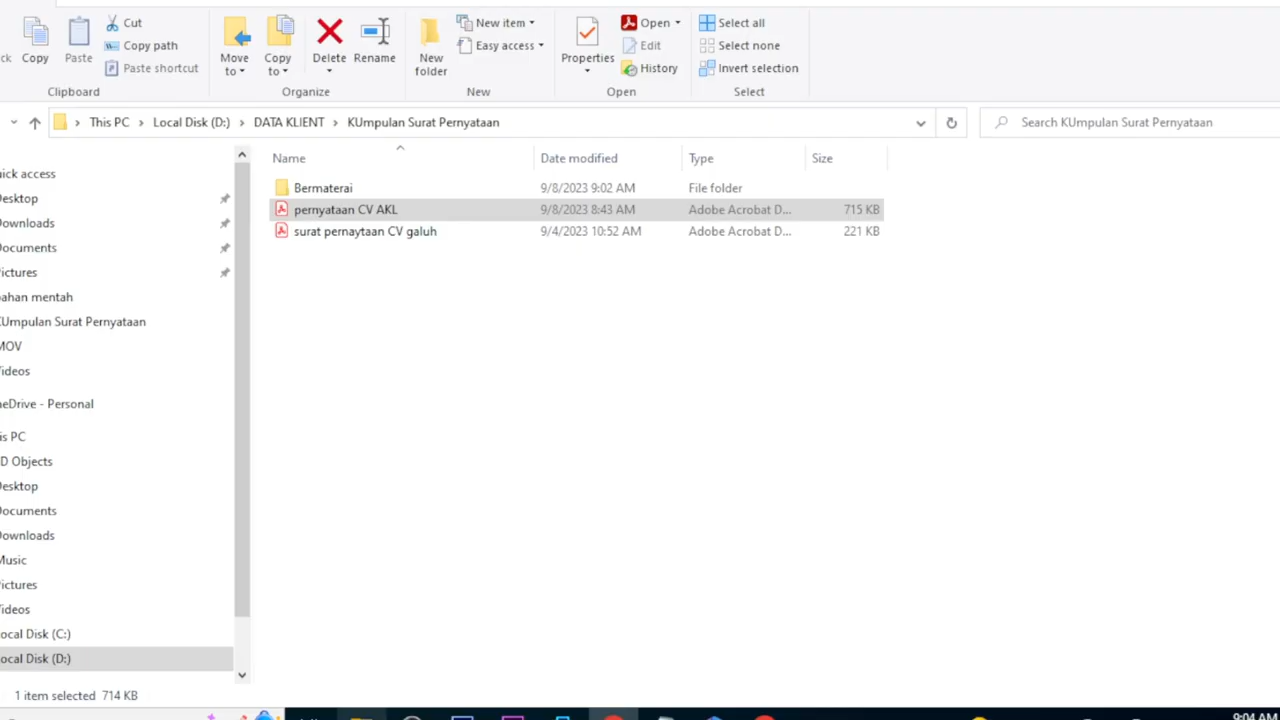 ck Copy Paste
Cut
Copy path
Paste shortcut
Clipboard
Move to
Copy to
Delete
Rename
Organize
New folder
New item
Easy access
New
Properties
Open
Edit
History
Open
Select all
Select none
Invert selection
Select
This PC > Local Disk (D:) > DATA KLIENT > KUmpulan Surat Pernyataan
Search KUmpulan Surat Pernyataan
Name Date modified Type Size
Bermaterai 9/8/2023 9:02 AM File folder
pernyataan CV AKL 9/8/2023 8:43 AM Adobe Acrobat D... 715 KB
surat pernaytaan CV galuh 9/4/2023 10:52 AM Adobe Acrobat D... 221 KB
uick access
Desktop
Downloads
Documents
ictures
bahan mentah
KUmpulan Surat Pernyataan
MOV
ideos
neDrive - Personal
is PC
D Objects
Desktop
Documents
Downloads
Music
ictures
ideos
ocal Disk (C:)
ocal Disk (D:)
1 item selected 714 KB
9:04 AM